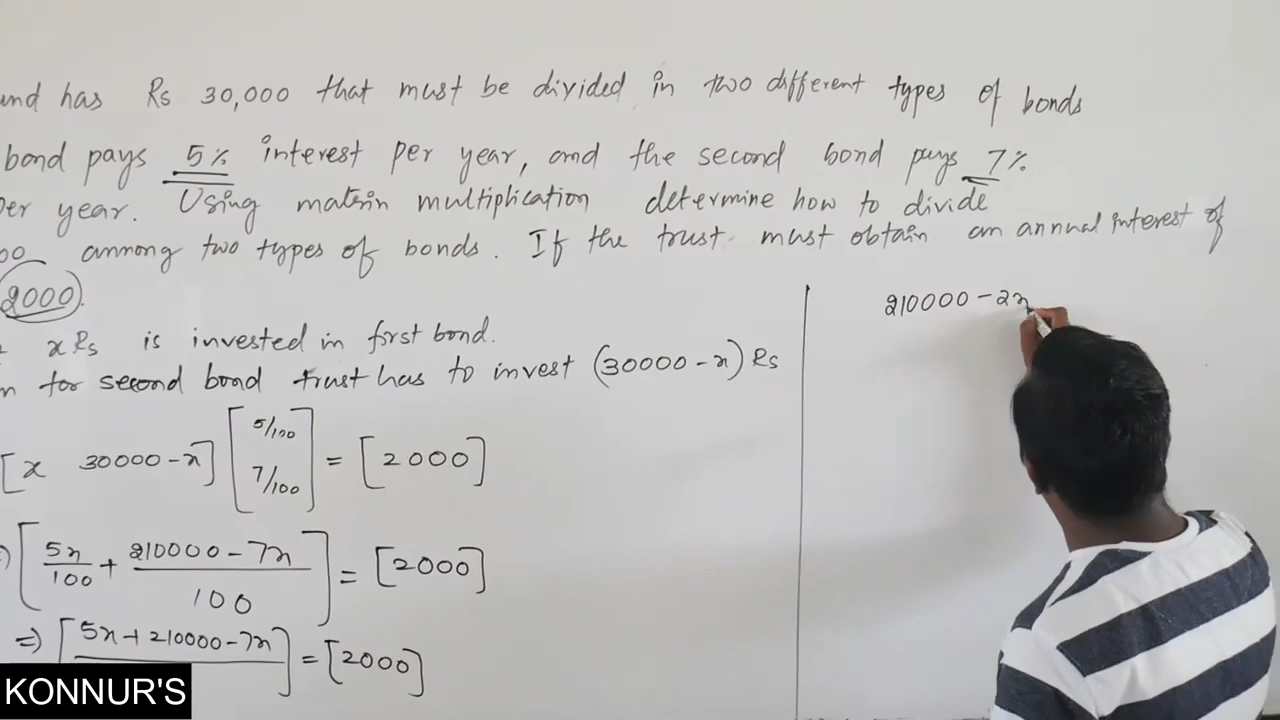 und has Rs 30,000 that must be divided in two different types of bonds
bond pays 5% interest per year, and the second bond pays 7%
per year. Using matrix multiplication determine how to divide
00 ammong two types of bonds. If the trust must obtain an annual interest of
2000.
x Rs is invested in first bond.
n for second bond trust has to invest (30000-x) Rs
[x 30000-x] [5/100 7/100] = [2000]
[5x/100 + 210000-7x/100] = [2000]
=> [5x+210000-7x] = [2000]
210000-2x
KONNUR'S